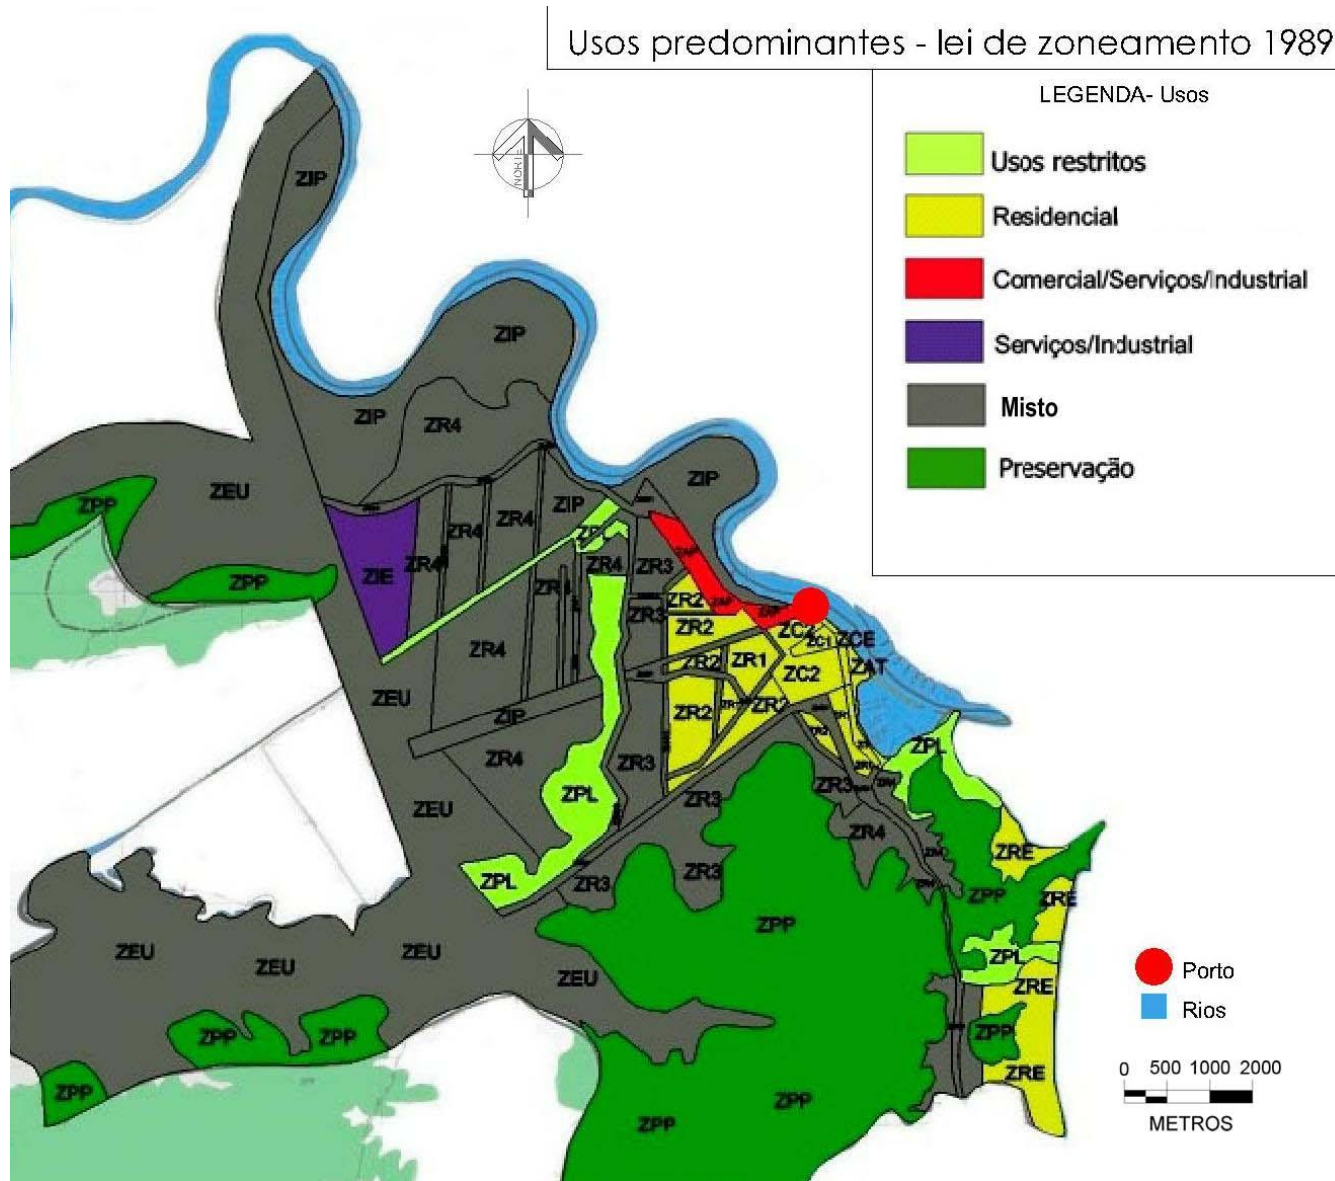 Usos predominantes - lei de zoneamento 1989
LEGENDA- Usos
Usos restritos
Residencial
Comercial/Serviços/Industrial
Serviços/Industrial
Misto
Preservação
NORTE
ZIP
ZIP
ZIP
ZR4
ZIP
ZEU
ZPP
ZIP
ZR4
ZR4
ZIE
ZR4
ZR4
ZR3
ZPP
ZR4
ZR2
ZR3
ZR2
ZC2
ZC1
ZCE
ZR4
ZR2
ZR1
ZC2
ZAT
ZEU
ZIP
ZR2
ZR2
ZR4
ZR3
ZPL
ZEU
ZPL
ZR3
ZR3
ZR4
ZRE
ZPL
ZR3
ZR3
ZPP
ZRE
ZPP
ZEU
ZEU
ZEU
ZEU
ZPL
ZRE
ZPP
ZPP
ZPP
ZRE
ZPP
ZPP
ZPP
Porto
Rios
0 500 1000 2000
METROS